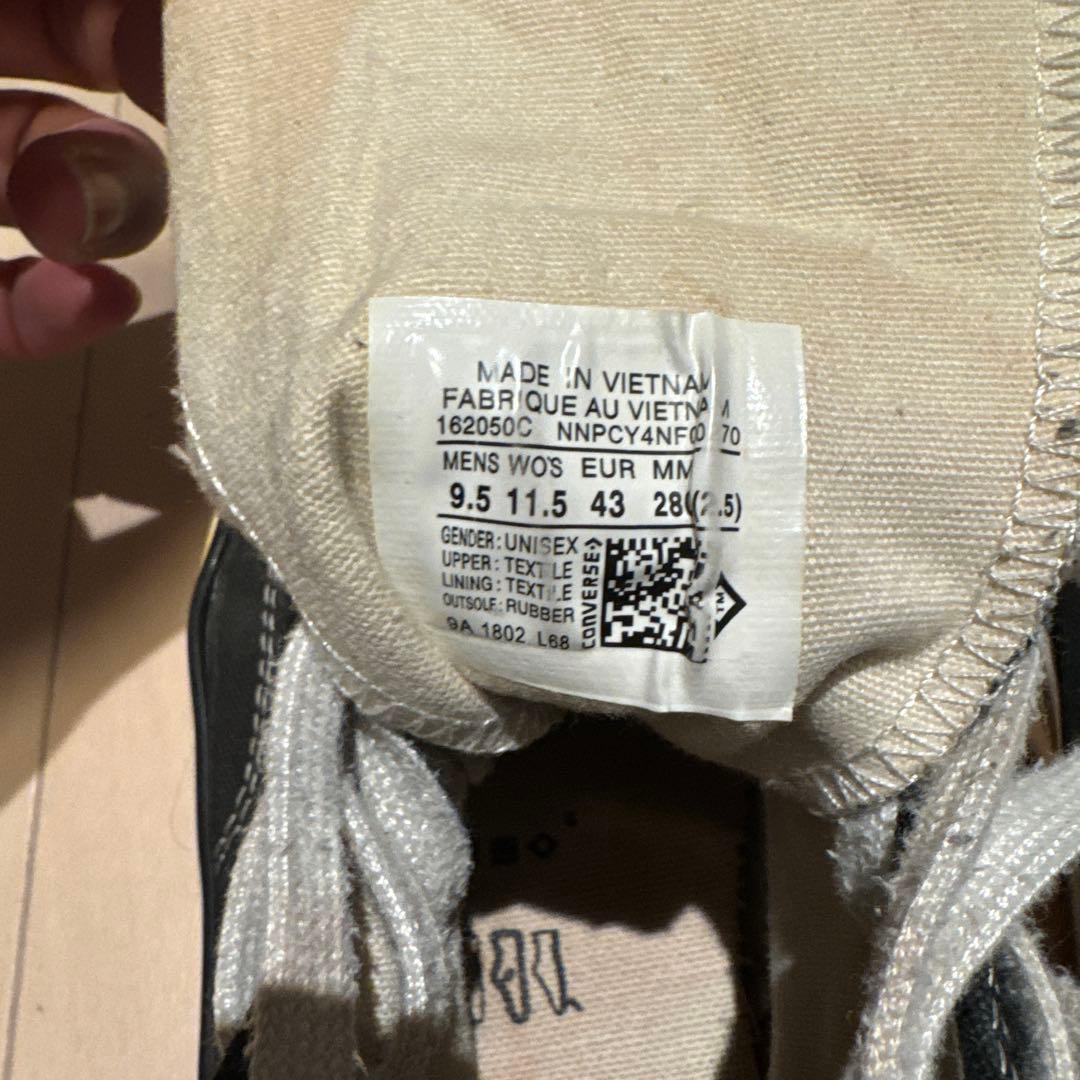 MADE IN VIETNAM
FABRIQUE AU VIETNAM
162050C
MENS WO'S EUR MM
9.5 11.5 43
GENDER: UNISEX
UPPER: TEXTILE
LINING: TEXTILE
OUTSOLE: RUBBER
9A 1802 L68
CONVERSE
TM